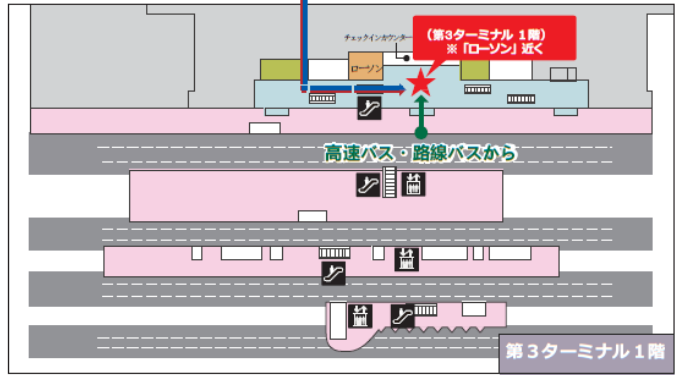 チェックインカウンター
(第3ターミナル 1階)
※「ローソン」近く
ローソン
高速バス・路線バスから
第3ターミナル1階